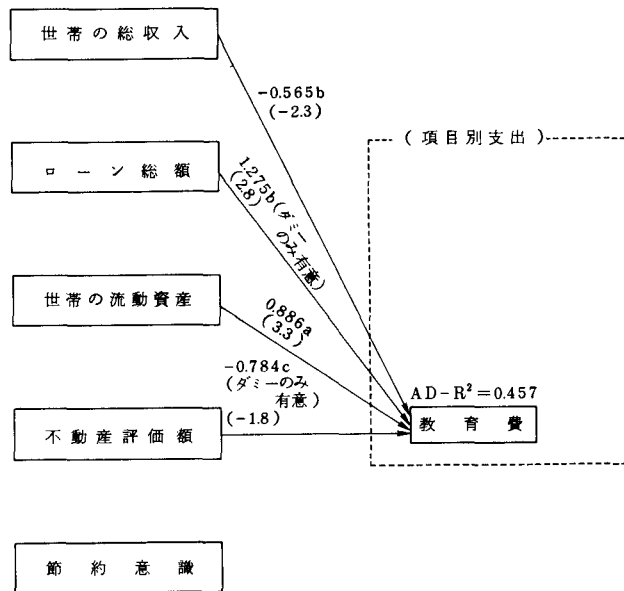 世帯の総収入
-0.565b
(-2.3)
(項目別支出)
ローン総額
1.275b(ダミー
(2.8)
のみ有意)
世帯の流動資産
0.886a
(3.3)
-0.784c
(ダミーのみ
有意)
(-1.8)
AD-R²=0.457
不動産評価額
教育費
節約意識